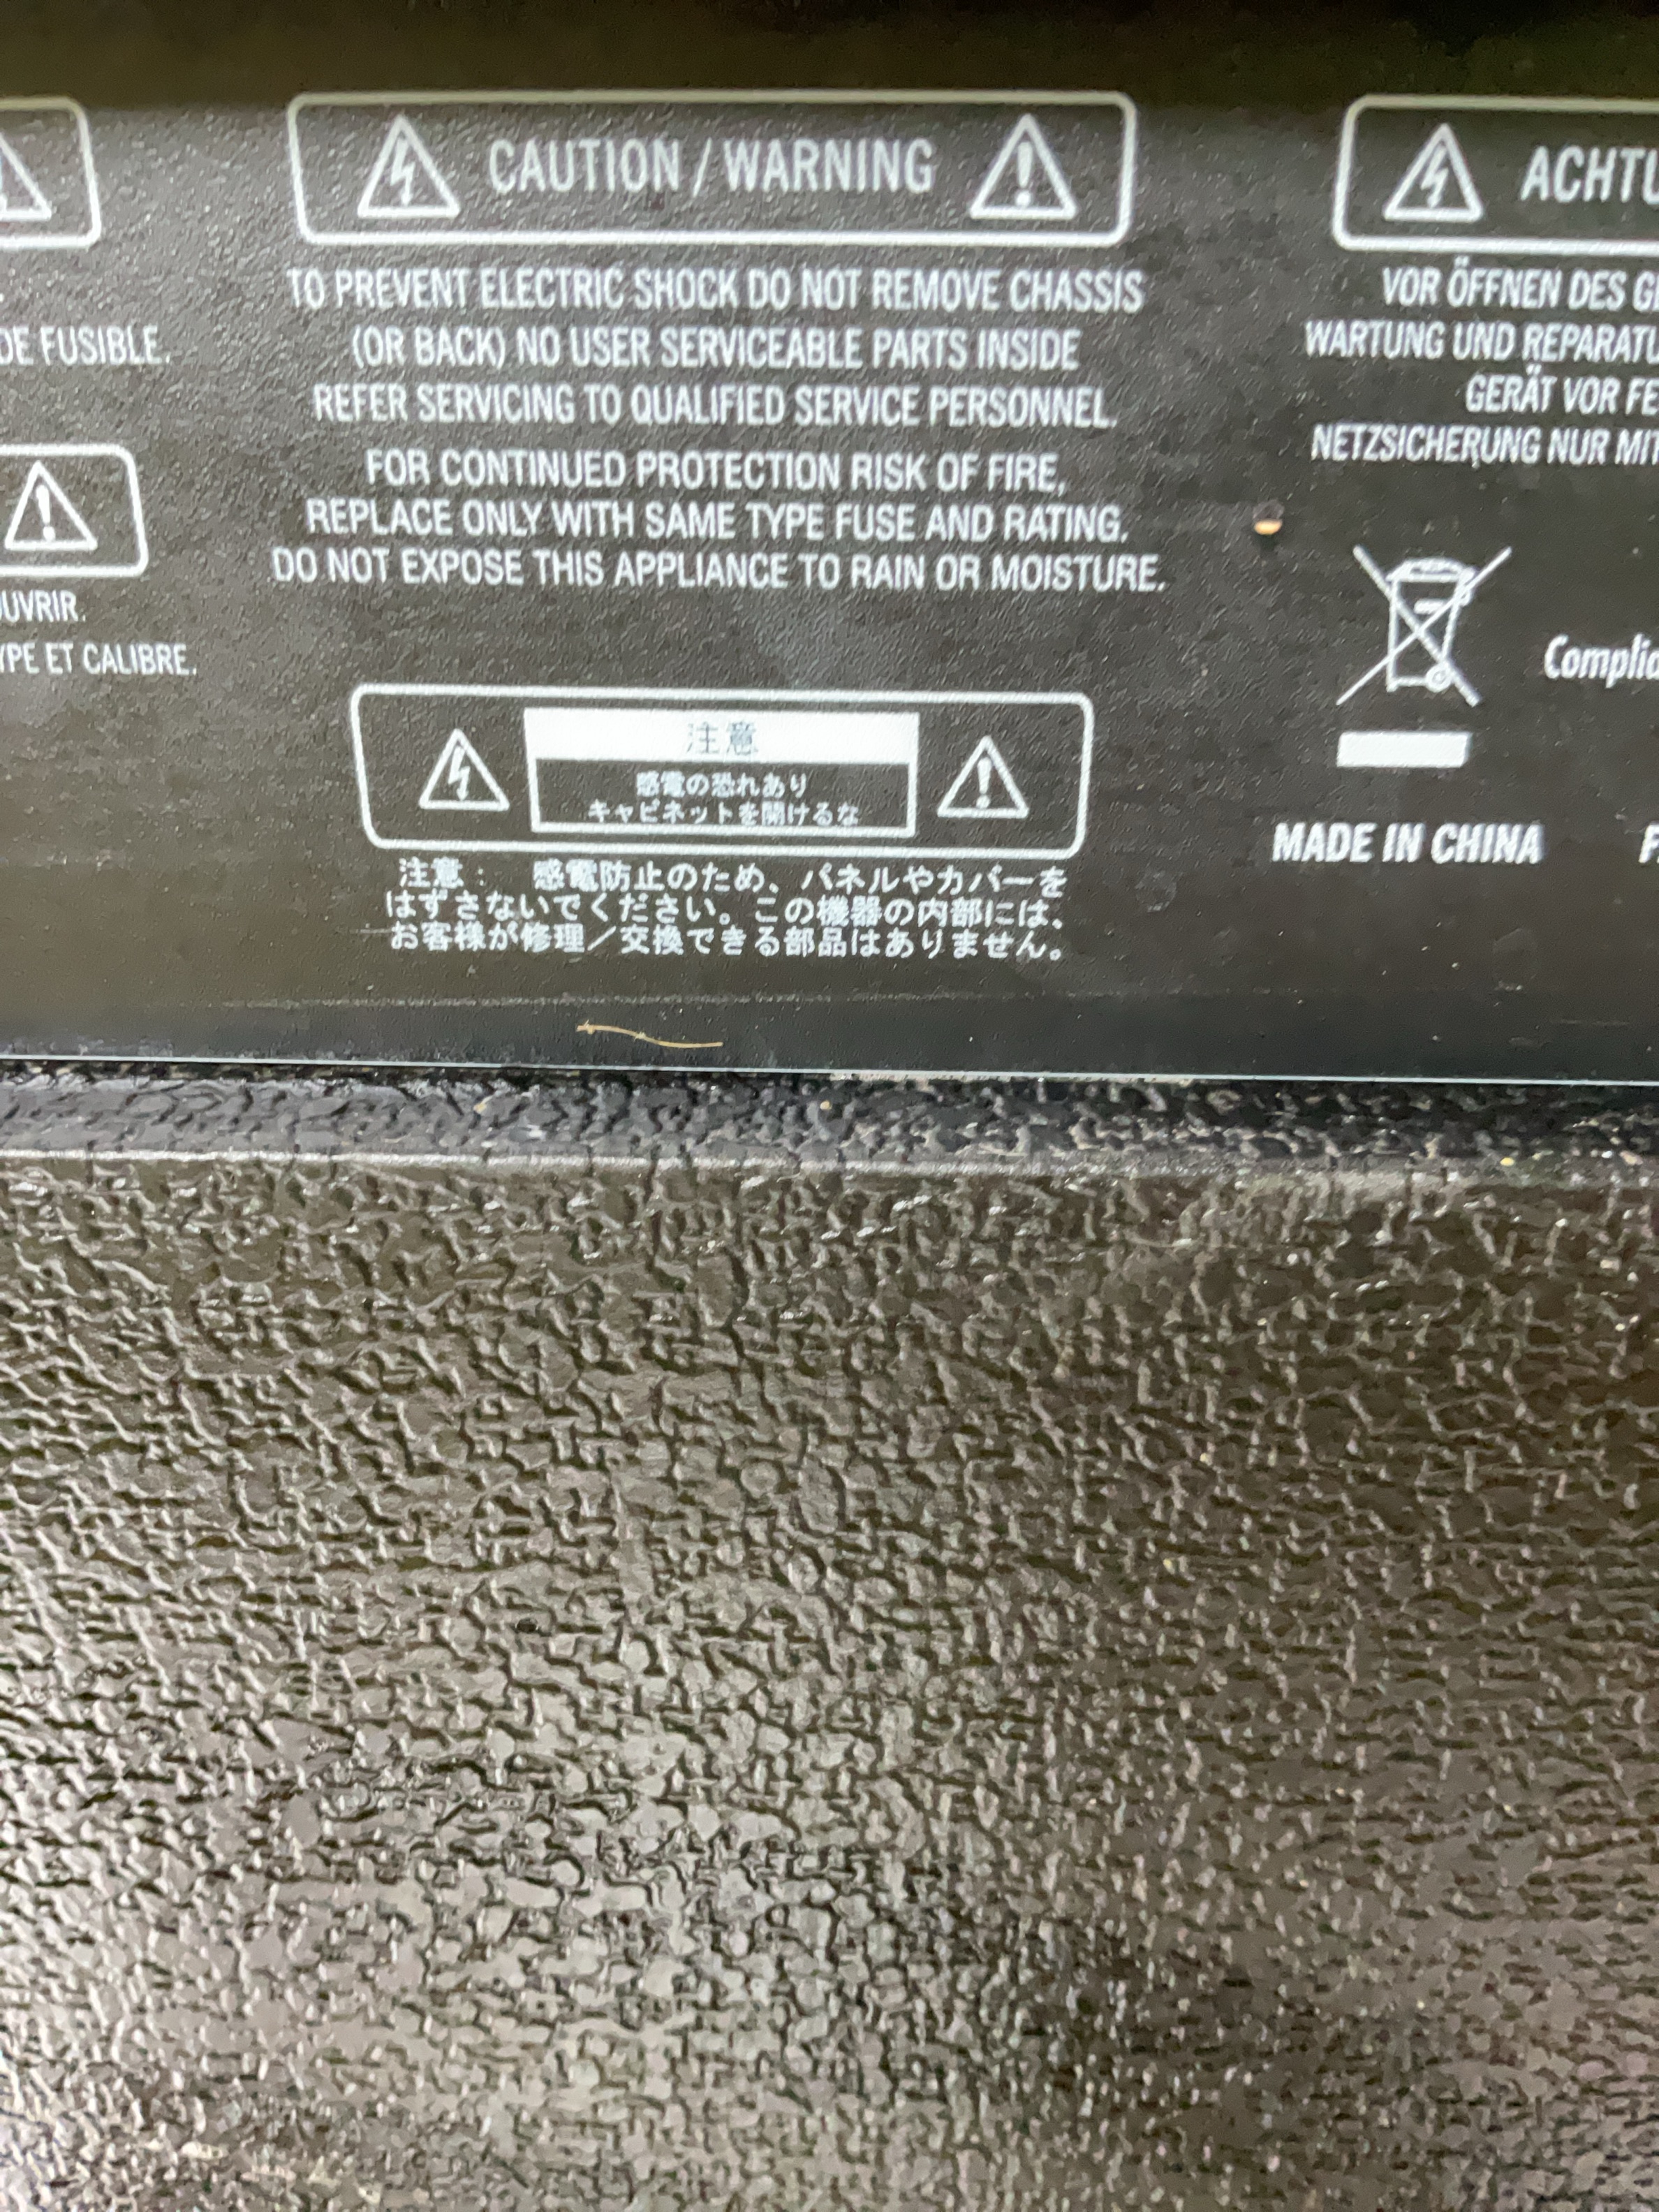 DE FUSIBLE.
TYPE ET CALIBRE.
CAUTION / WARNING
TO PREVENT ELECTRIC SHOCK DO NOT REMOVE CHASSIS
(OR BACK) NO USER SERVICEABLE PARTS INSIDE
REFER SERVICING TO QUALIFIED SERVICE PERSONNEL.
FOR CONTINUED PROTECTION RISK OF FIRE,
REPLACE ONLY WITH SAME TYPE FUSE AND RATING.
DO NOT EXPOSE THIS APPLIANCE TO RAIN OR MOISTURE.
注意
感電の恐れあり
キャビネットを開けるな
注意： 感電防止のため、パネルやカバーを
はずさないでください。この機器の内部には、
お客様が修理／交換できる部品はありません。
VOR ÖFFNEN DES
WARTUNG UND
GERÄT VOR
NETZSICHERUNG NUR MIT
MADE IN CHINA